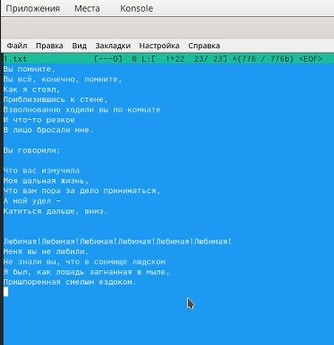 Приложения Места Konsole
Файл Правка Вид Закладки Настройка Справка
1.txt [---O] 0 L:[ 1+22 23/ 23] *(776 / 776b) <EOF>
Вы помните,
Вы всё, конечно, помните,
Как я стоял,
Приблизившись к стене,
Взволнованно ходили вы по комнате
И что-то резкое
В лицо бросали мне.
Вы говорили:
Что вас измучила
Моя шальная жизнь,
Что вам пора за дело приниматься,
А мой удел —
Катиться дальше, вниз.
Любимая!Любимая!Любимая!Любимая!Любимая!Любимая!
Меня вы не любили.
Не знали вы, что в сонмище людском
Я был, как лошадь загнанная в мыле,
Пришпоренная смелым ездоком.